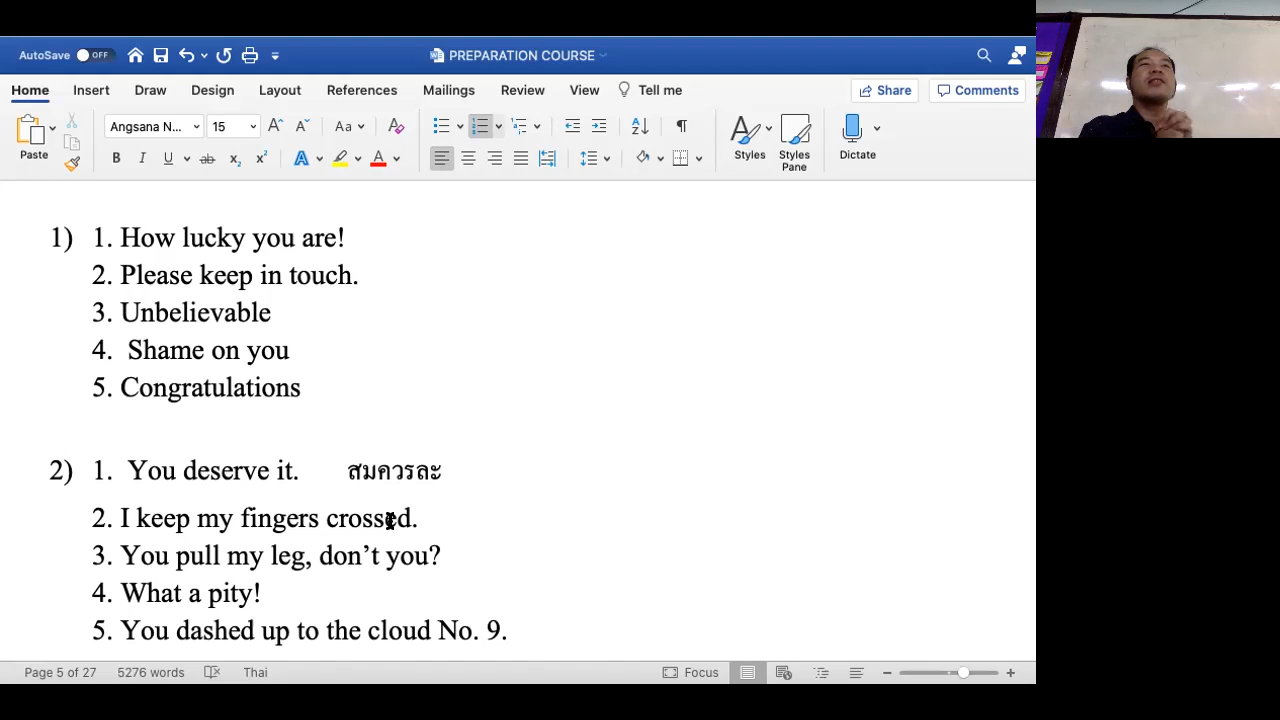 AutoSave OFF PREPARATION COURSE
Home Insert Draw Design Layout References Mailings Review View Tell me Share Comments
Paste Angsana N... 15 Aa Styles Styles Pane Dictate
1) 1. How lucky you are!
2. Please keep in touch.
3. Unbelievable
4. Shame on you
5. Congratulations
2) 1. You deserve it. สมควรละ
2. I keep my fingers crossed.
3. You pull my leg, don’t you?
4. What a pity!
5. You dashed up to the cloud No. 9.
Page 5 of 27 5276 words Thai Focus